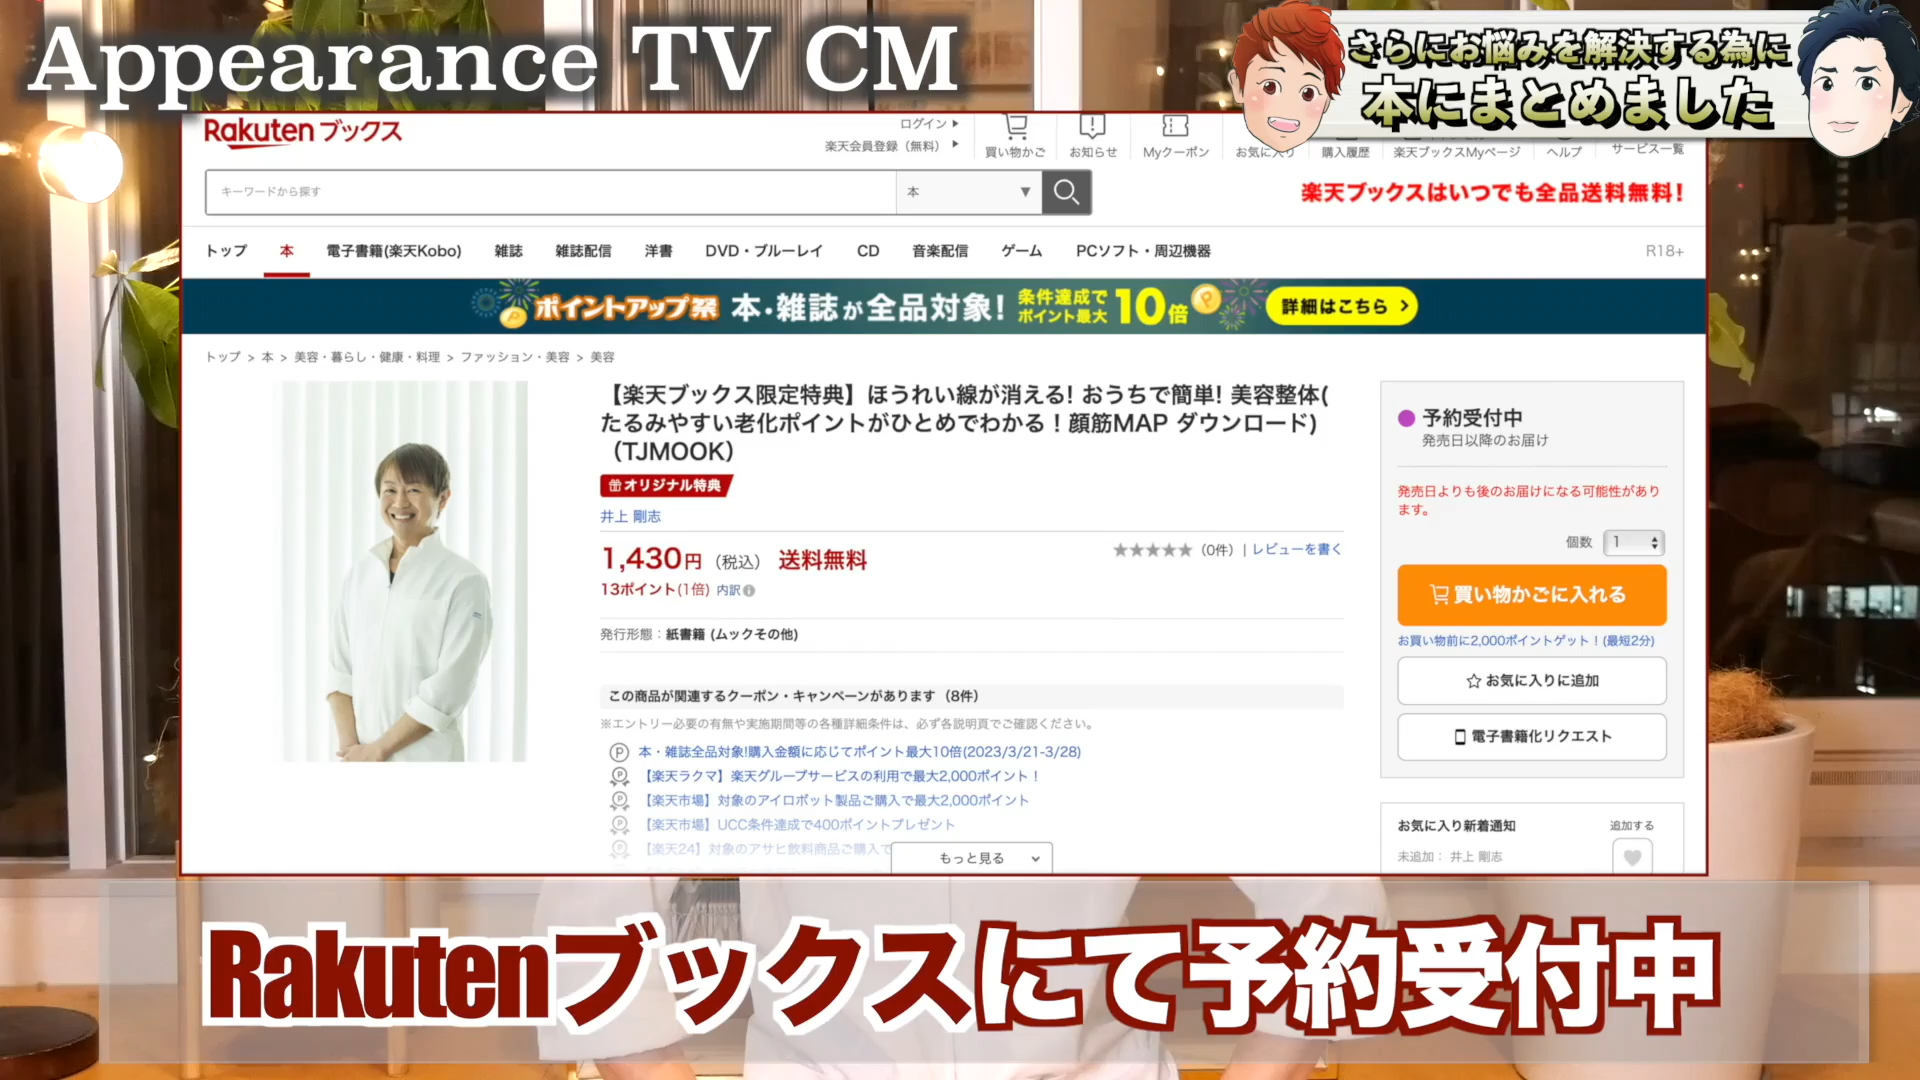 Appearance TV CM
さらにお悩みを解決する為に
本にまとめました
Rakuten ブックス
ログイン
楽天会員登録（無料）
買い物かご
お知らせ
Myクーポン
お気に入り
購入履歴
楽天ブックスMyページ
ヘルプ
サービス一覧
キーワードから探す
本
楽天ブックスはいつでも全品送料無料！
トップ 本 電子書籍(楽天Kobo) 雑誌 雑誌配信 洋書 DVD・ブルーレイ CD 音楽配信 ゲーム PCソフト・周辺機器 R18+
ポイントアップ祭 本・雑誌が全品対象！ 条件達成で ポイント最大 10倍 詳細はこちら >
トップ > 本 > 美容・暮らし・健康・料理 > ファッション・美容 > 美容
【楽天ブックス限定特典】ほうれい線が消える! おうちで簡単! 美容整体(
たるみやすい老化ポイントがひとめでわかる！顔筋MAP ダウンロード)
（TJMOOK）
オリジナル特典
井上 剛志
1,430円（税込） 送料無料
★★★★★（0件）| レビューを書く
13ポイント(1倍) 内訳
発行形態：紙書籍 (ムックその他)
この商品が関連するクーポン・キャンペーンがあります（8件）
※エントリー必要の有無や実施期間等の各種詳細条件は、必ず各説明頁でご確認ください。
本・雑誌全品対象!購入金額に応じてポイント最大10倍(2023/3/21-3/28)
【楽天ラクマ】楽天グループサービスの利用で最大2,000ポイント！
【楽天市場】対象のアイロボット製品ご購入で最大2,000ポイント
【楽天市場】UCC条件達成で400ポイントプレゼント
【楽天24】対象のアサヒ飲料商品ご購入で
もっと見る
予約受付中
発売日以降のお届け
発売日よりも後のお届けになる可能性があり
ます。
個数 1
買い物かごに入れる
お買い物前に2,000ポイントゲット！(最短2分)
お気に入りに追加
電子書籍化リクエスト
お気に入り新着通知
追加する
未追加： 井上 剛志
Rakutenブックスにて予約受付中